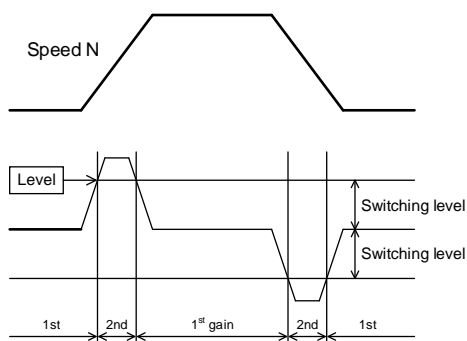 Speed N
Level
Switching level
Switching level
1st
2nd
1st gain
2nd
1st